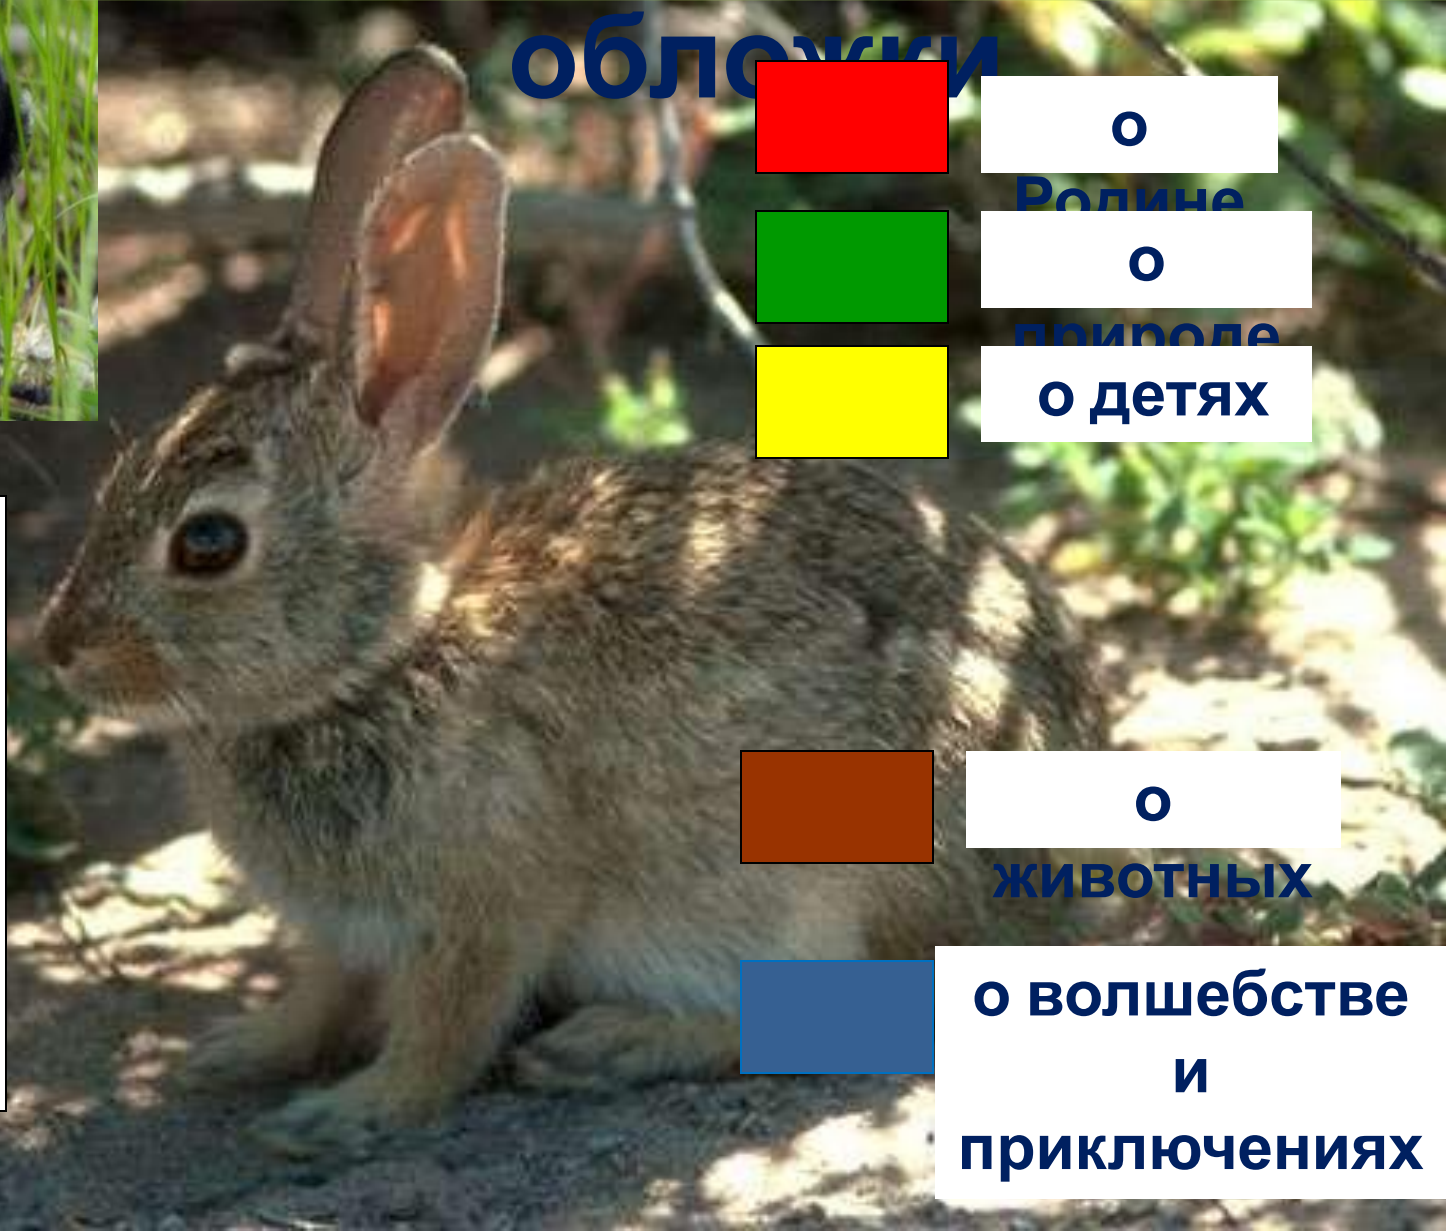 обложки
о
Родине
о
природе
о детях
о
животных
о волшебстве
и
приключениях